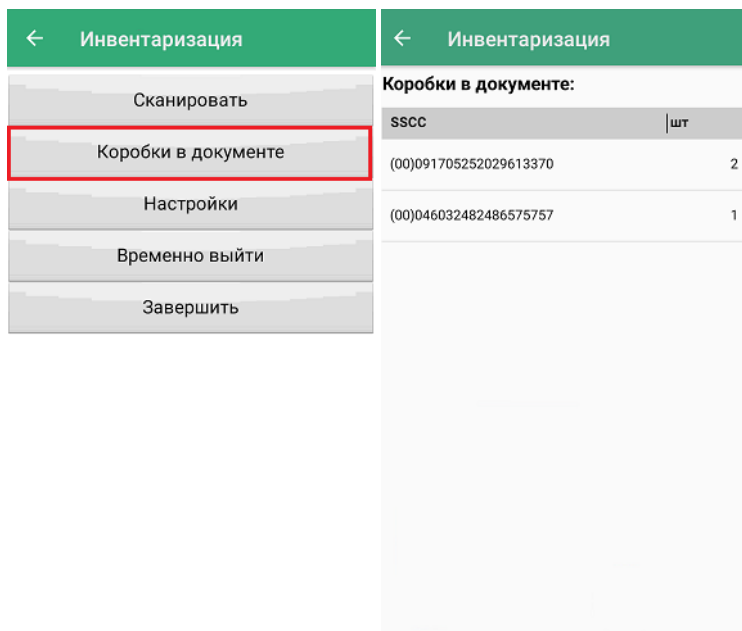 Инвентаризация
Сканировать
Коробки в документе
Настройки
Временно выйти
Завершить
Инвентаризация
Коробки в документе:
SSCC шт
(00)091705252029613370 2
(00)046032482486575757 1